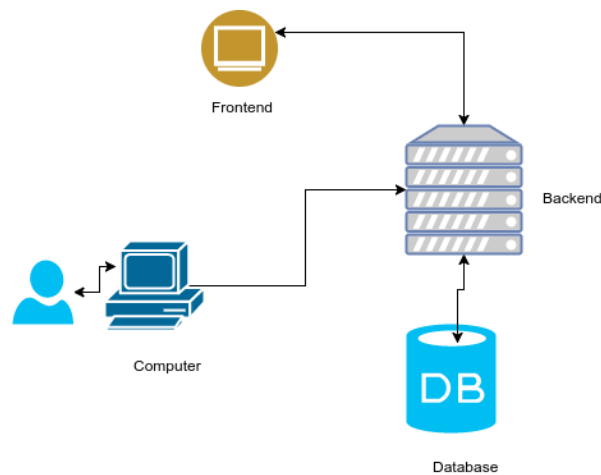 Frontend
Backend
Computer
DB
Database